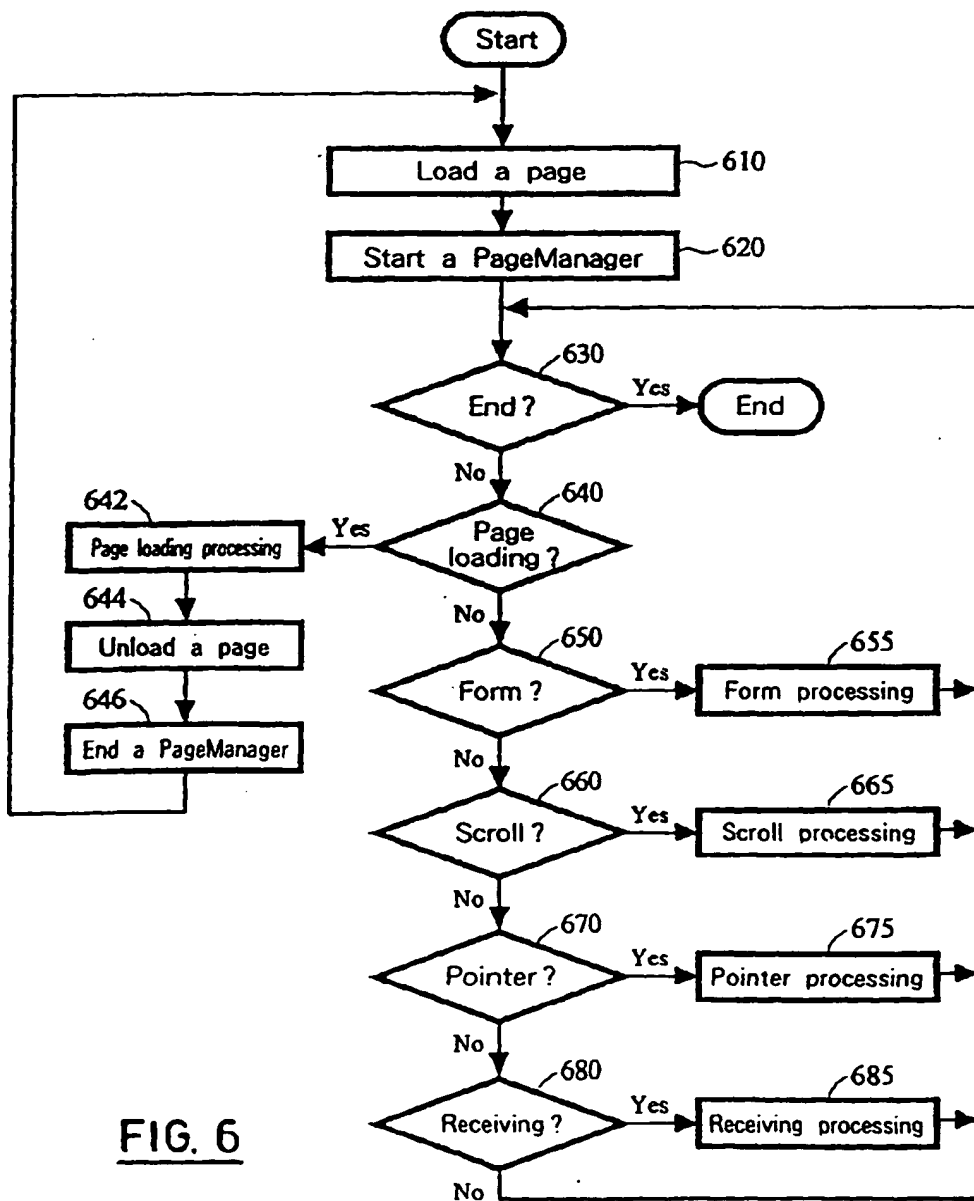 Start
Load a page
610
Start a PageManager
620
630
End ?
Yes
End
No
640
Page
loading ?
Yes
642
Page loading processing
644
Unload a page
646
End a PageManager
No
650
Form ?
Yes
655
Form processing
No
660
Scroll ?
Yes
665
Scroll processing
No
670
Pointer ?
Yes
675
Pointer processing
No
680
Receiving ?
Yes
685
Receiving processing
No
FIG. 6